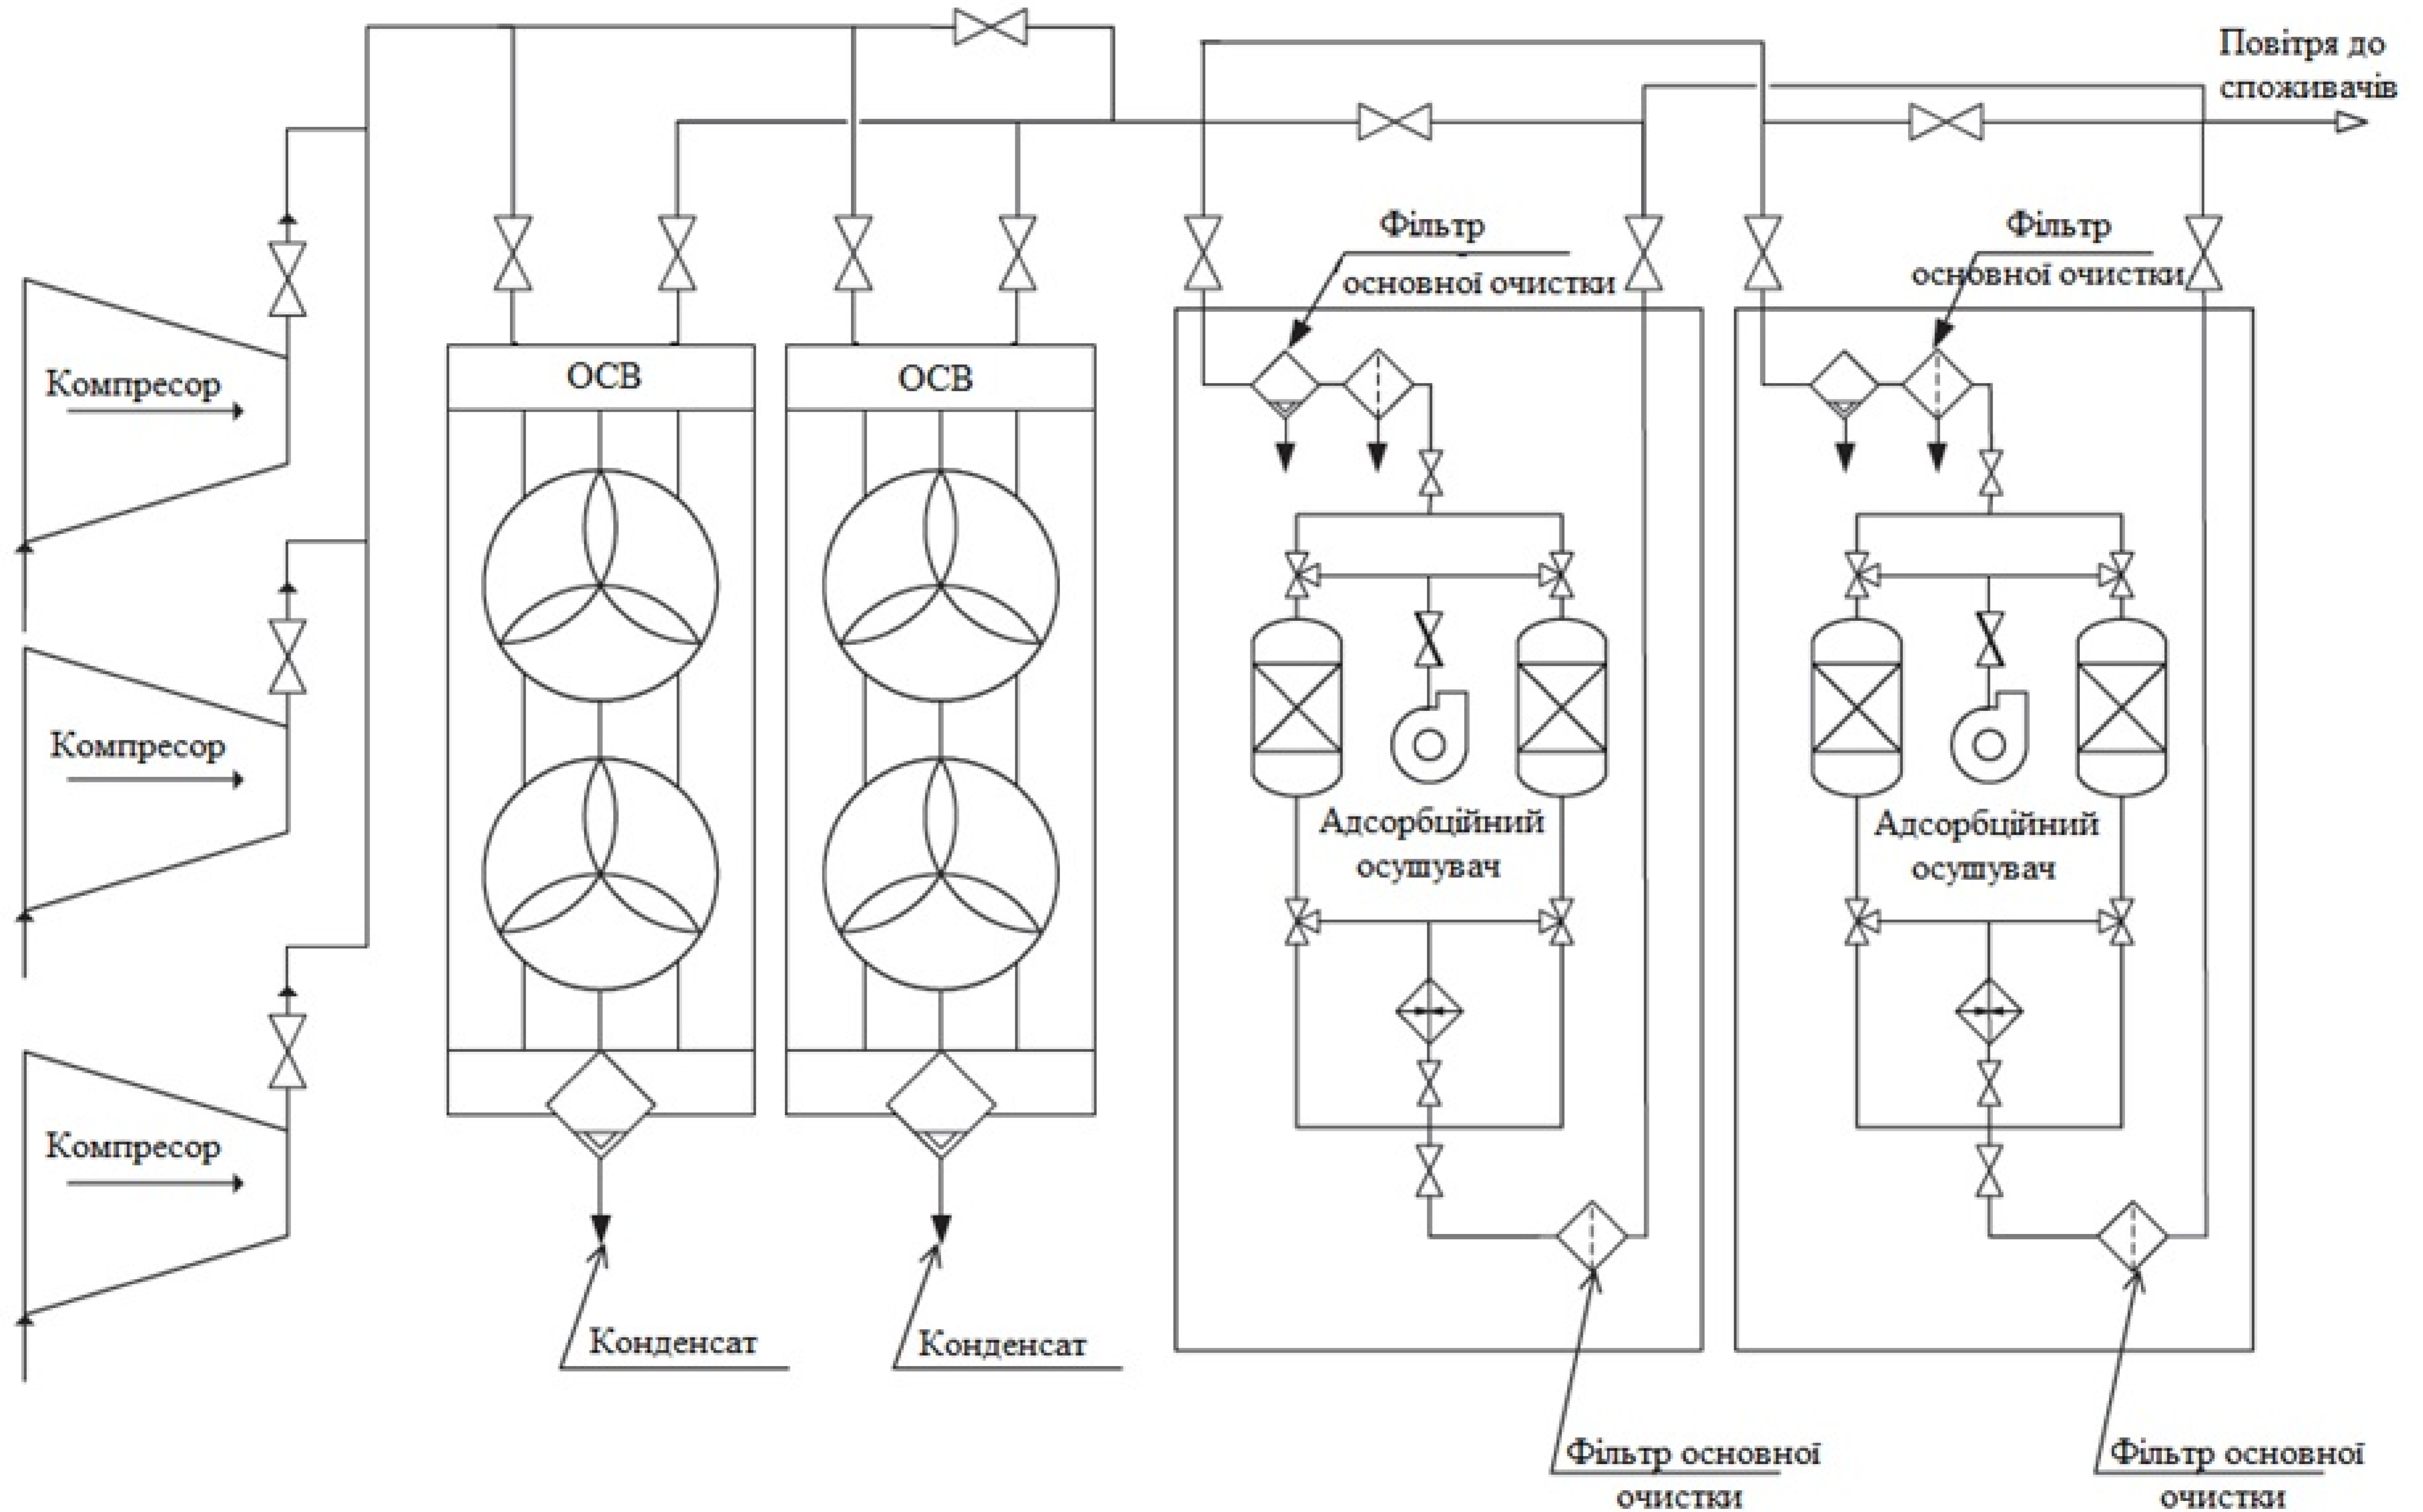 Повітря до
споживачів
Фільтр
основної очистки
Фільтр
основної очистки
Компресор
ОСВ
ОСВ
Компресор
Адсорбційний
осушувач
Адсорбційний
осушувач
Компресор
Конденсат
Конденсат
Фільтр основної
очистки
Фільтр основної
очистки